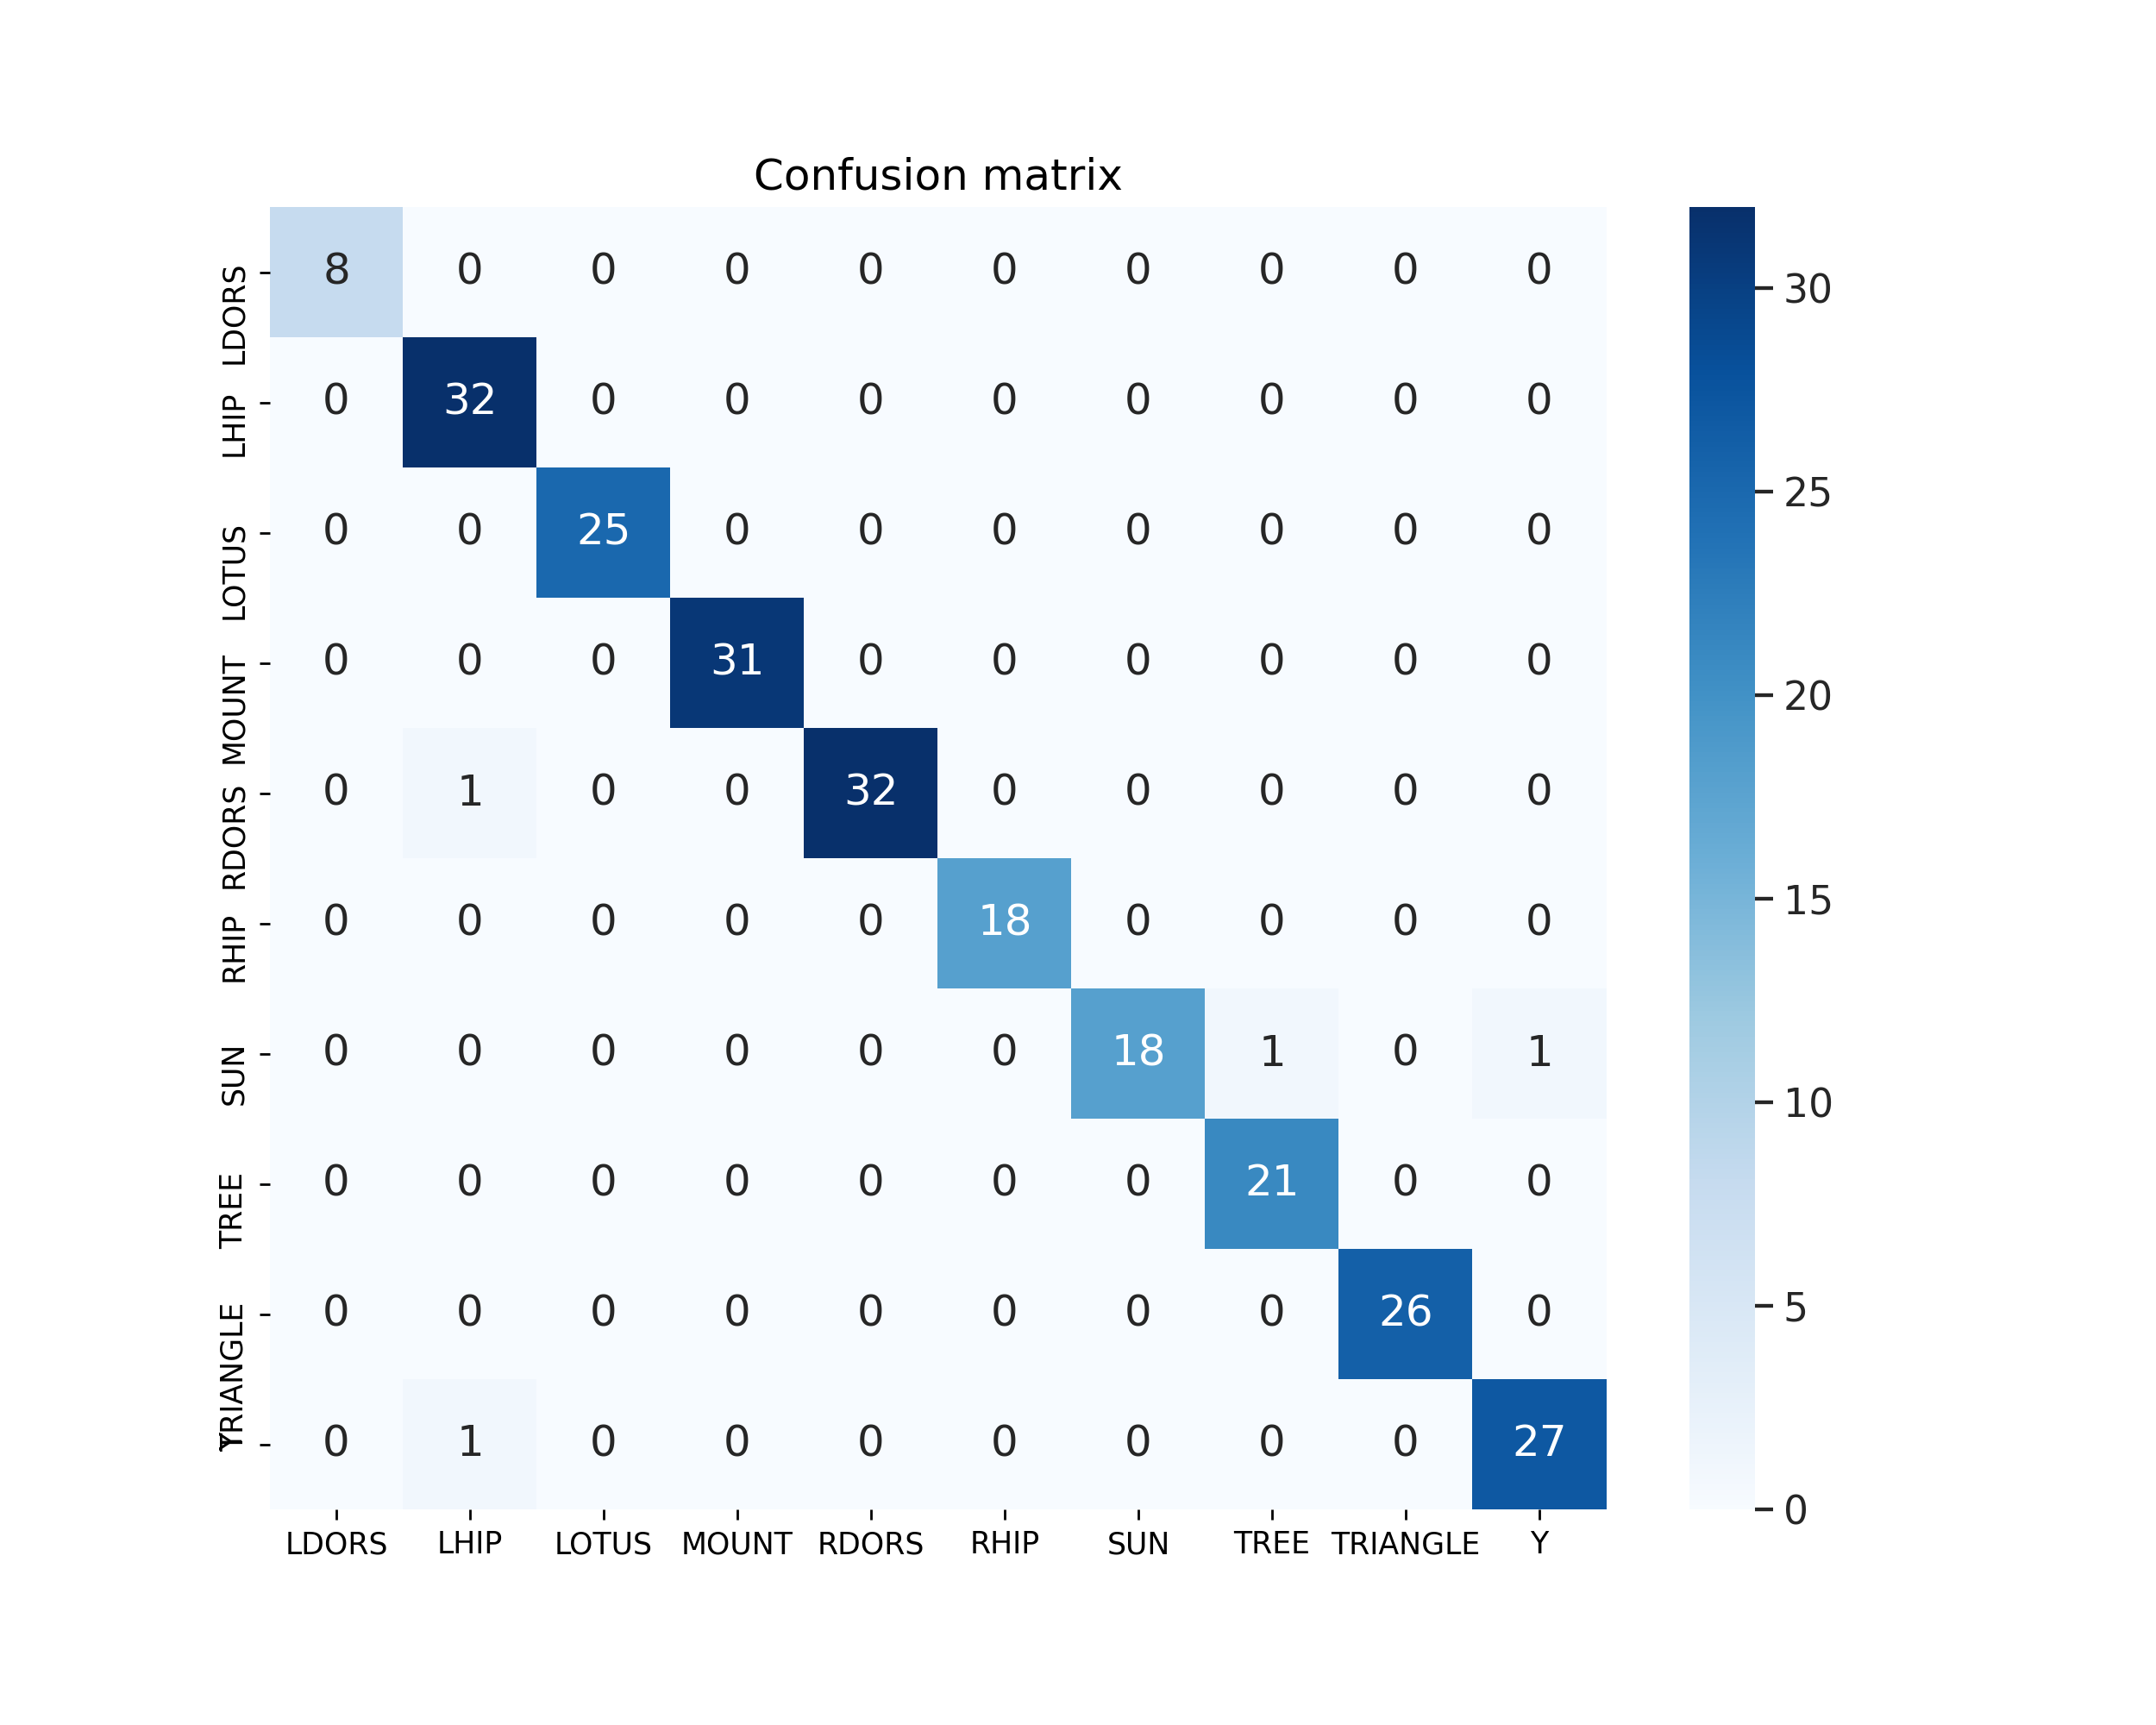 Confusion matrix
LDORS 8 0 0 0 0 0 0 0 0 0
LHIP 0 32 0 0 0 0 0 0 0 0
LOTUS 0 0 25 0 0 0 0 0 0 0
MOUNT 0 0 0 31 0 0 0 0 0 0
RDORS 0 1 0 0 32 0 0 0 0 0
RHIP 0 0 0 0 0 18 0 0 0 0
SUN 0 0 0 0 0 0 18 1 0 1
TREE 0 0 0 0 0 0 0 21 0 0
TRIANGLE 0 0 0 0 0 0 0 0 26 0
Y 0 1 0 0 0 0 0 0 0 27
LDORS LHIP LOTUS MOUNT RDORS RHIP SUN TREE TRIANGLE Y
30
25
20
15
10
5
0